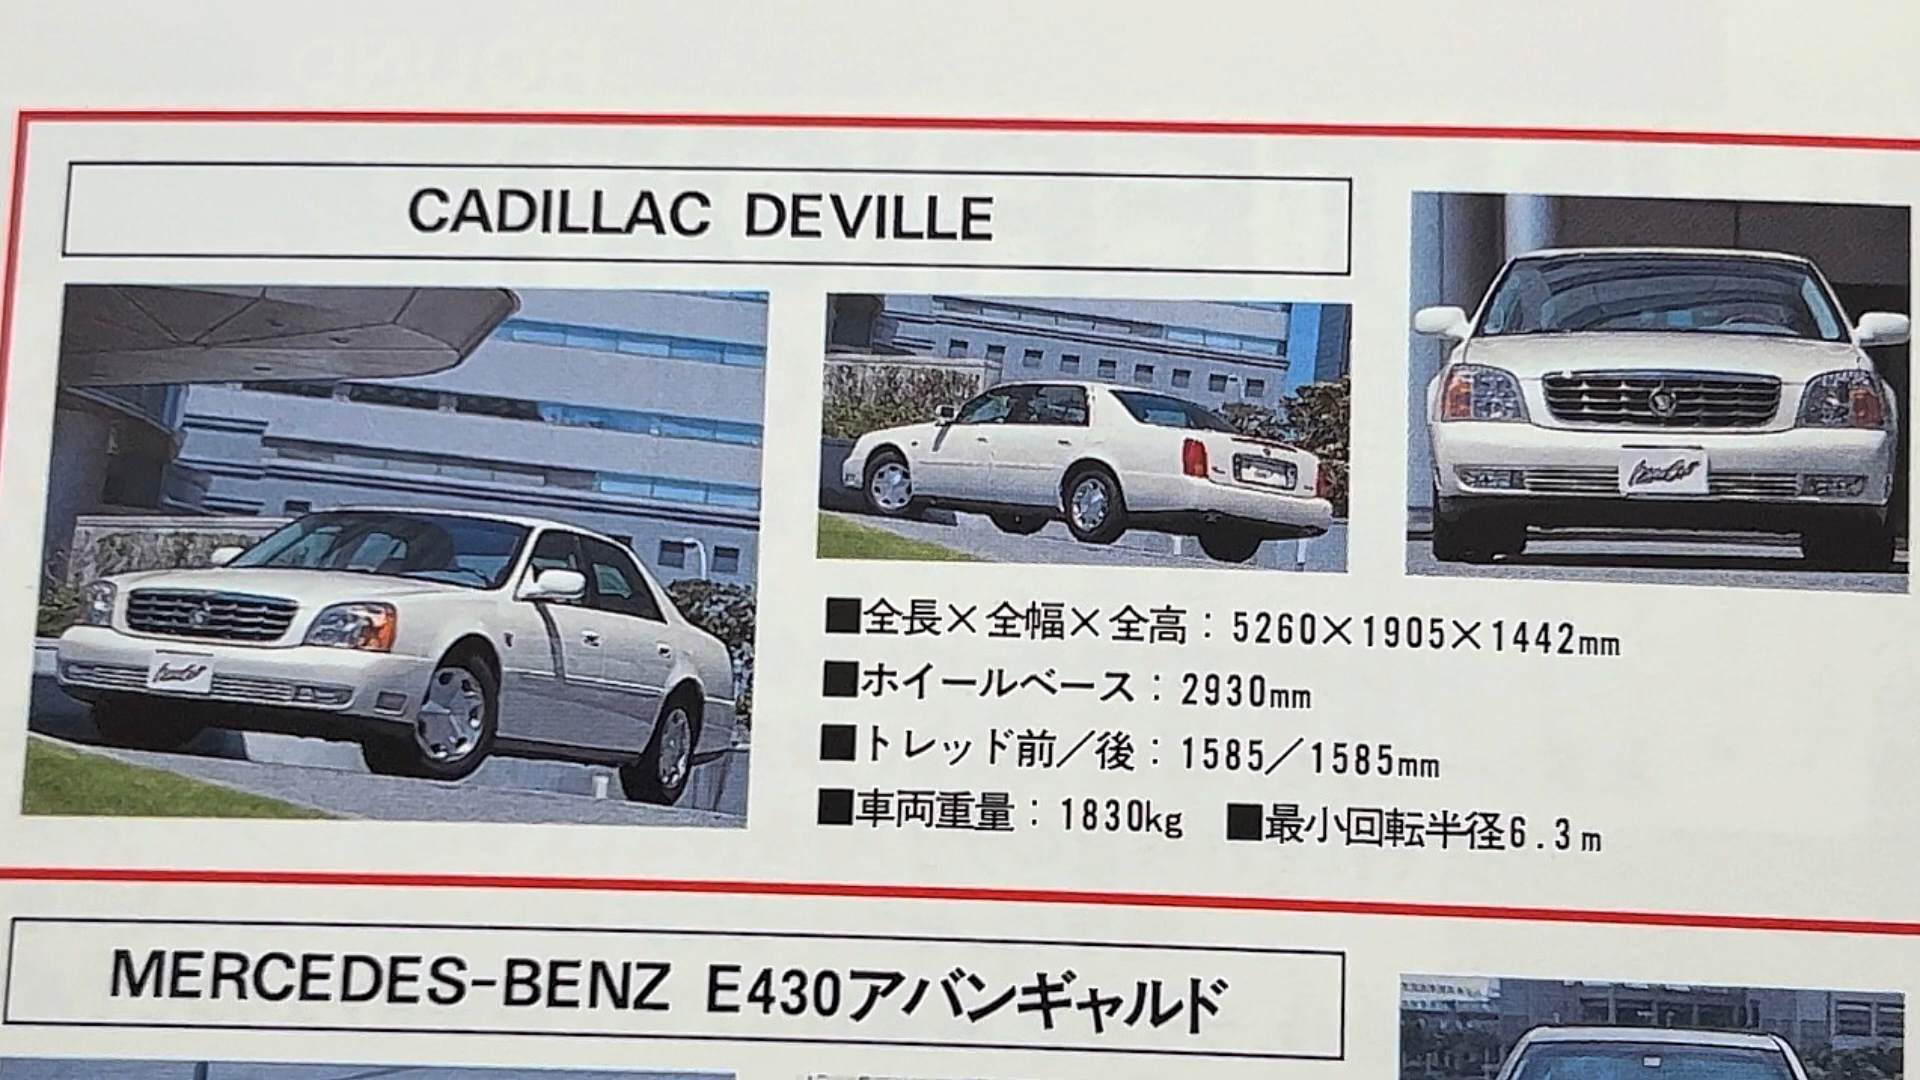 CADILLAC DEVILLE
■全長×全幅×全高：5260×1905×1442mm
■ホイールベース：2930mm
■トレッド前／後：1585／1585mm
■車両重量：1830kg ■最小回転半径6.3m
MERCEDES-BENZ E430アバンギャルド